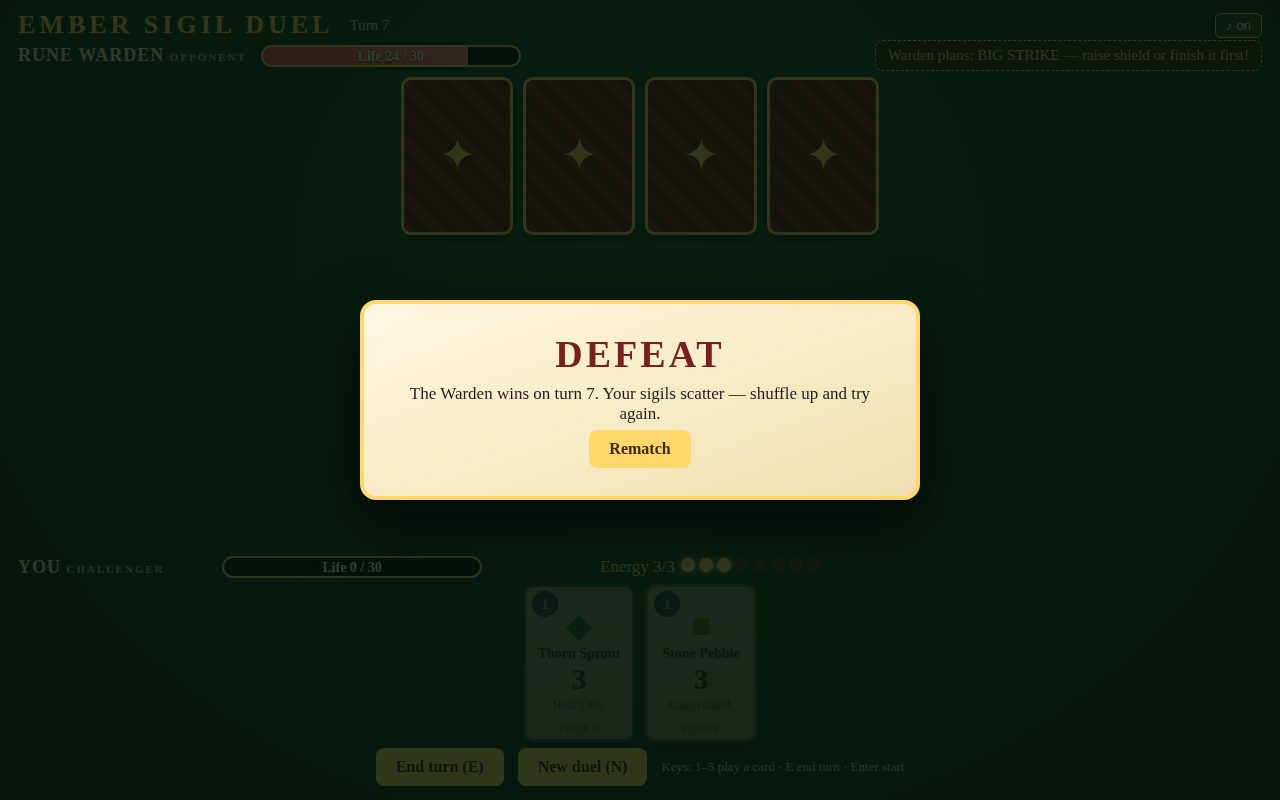 EMBER SIGIL DUEL Turn 7 ♪ on
RUNE WARDEN OPPONENT Life 24 / 30 Warden plans: BIG STRIKE — raise shield or finish it first!
DEFEAT
The Warden wins on turn 7. Your sigils scatter — shuffle up and try
again.
Rematch
YOU CHALLENGER Life 0 / 30 Energy 3/3
1 1
Thorn Sprout Stone Pebble
3 3
Heal 3 life. Gain 3 shield.
THORN STONE
End turn (E) New duel (N) Keys: 1–5 play a card · E end turn · Enter start